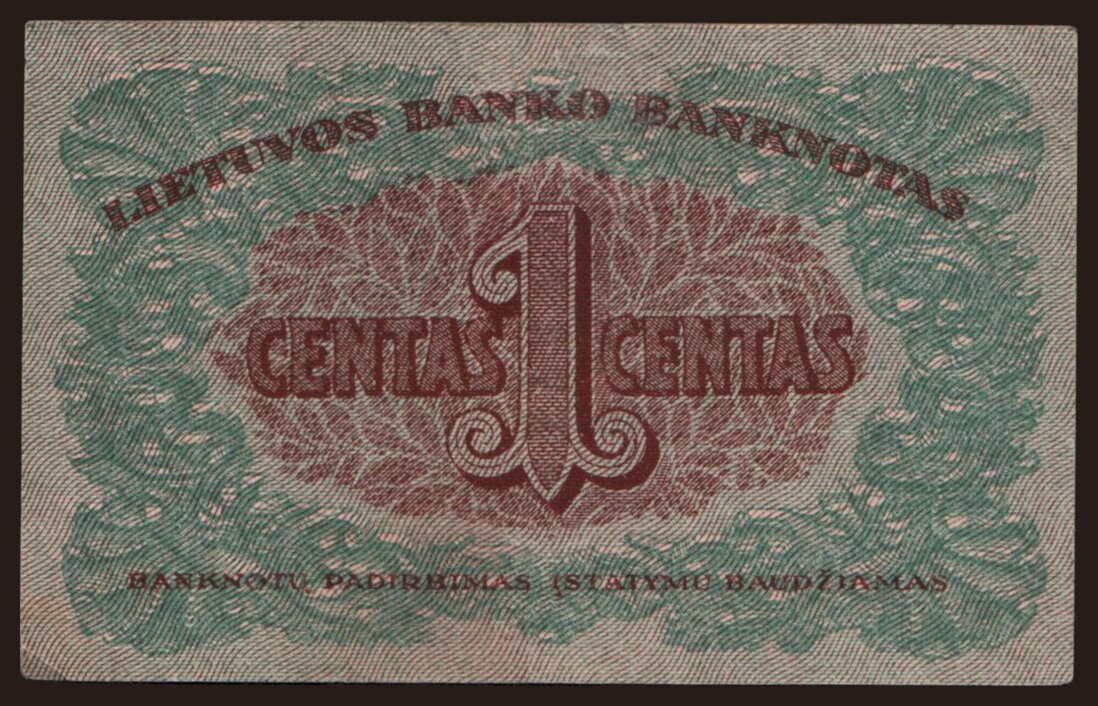 LIETUVOS BANKO BANKNOTAS
CENTAS 1 CENTAS
BANKNOTŲ PADIRBIMAS ĮSTATYMU BAUDŽIAMAS